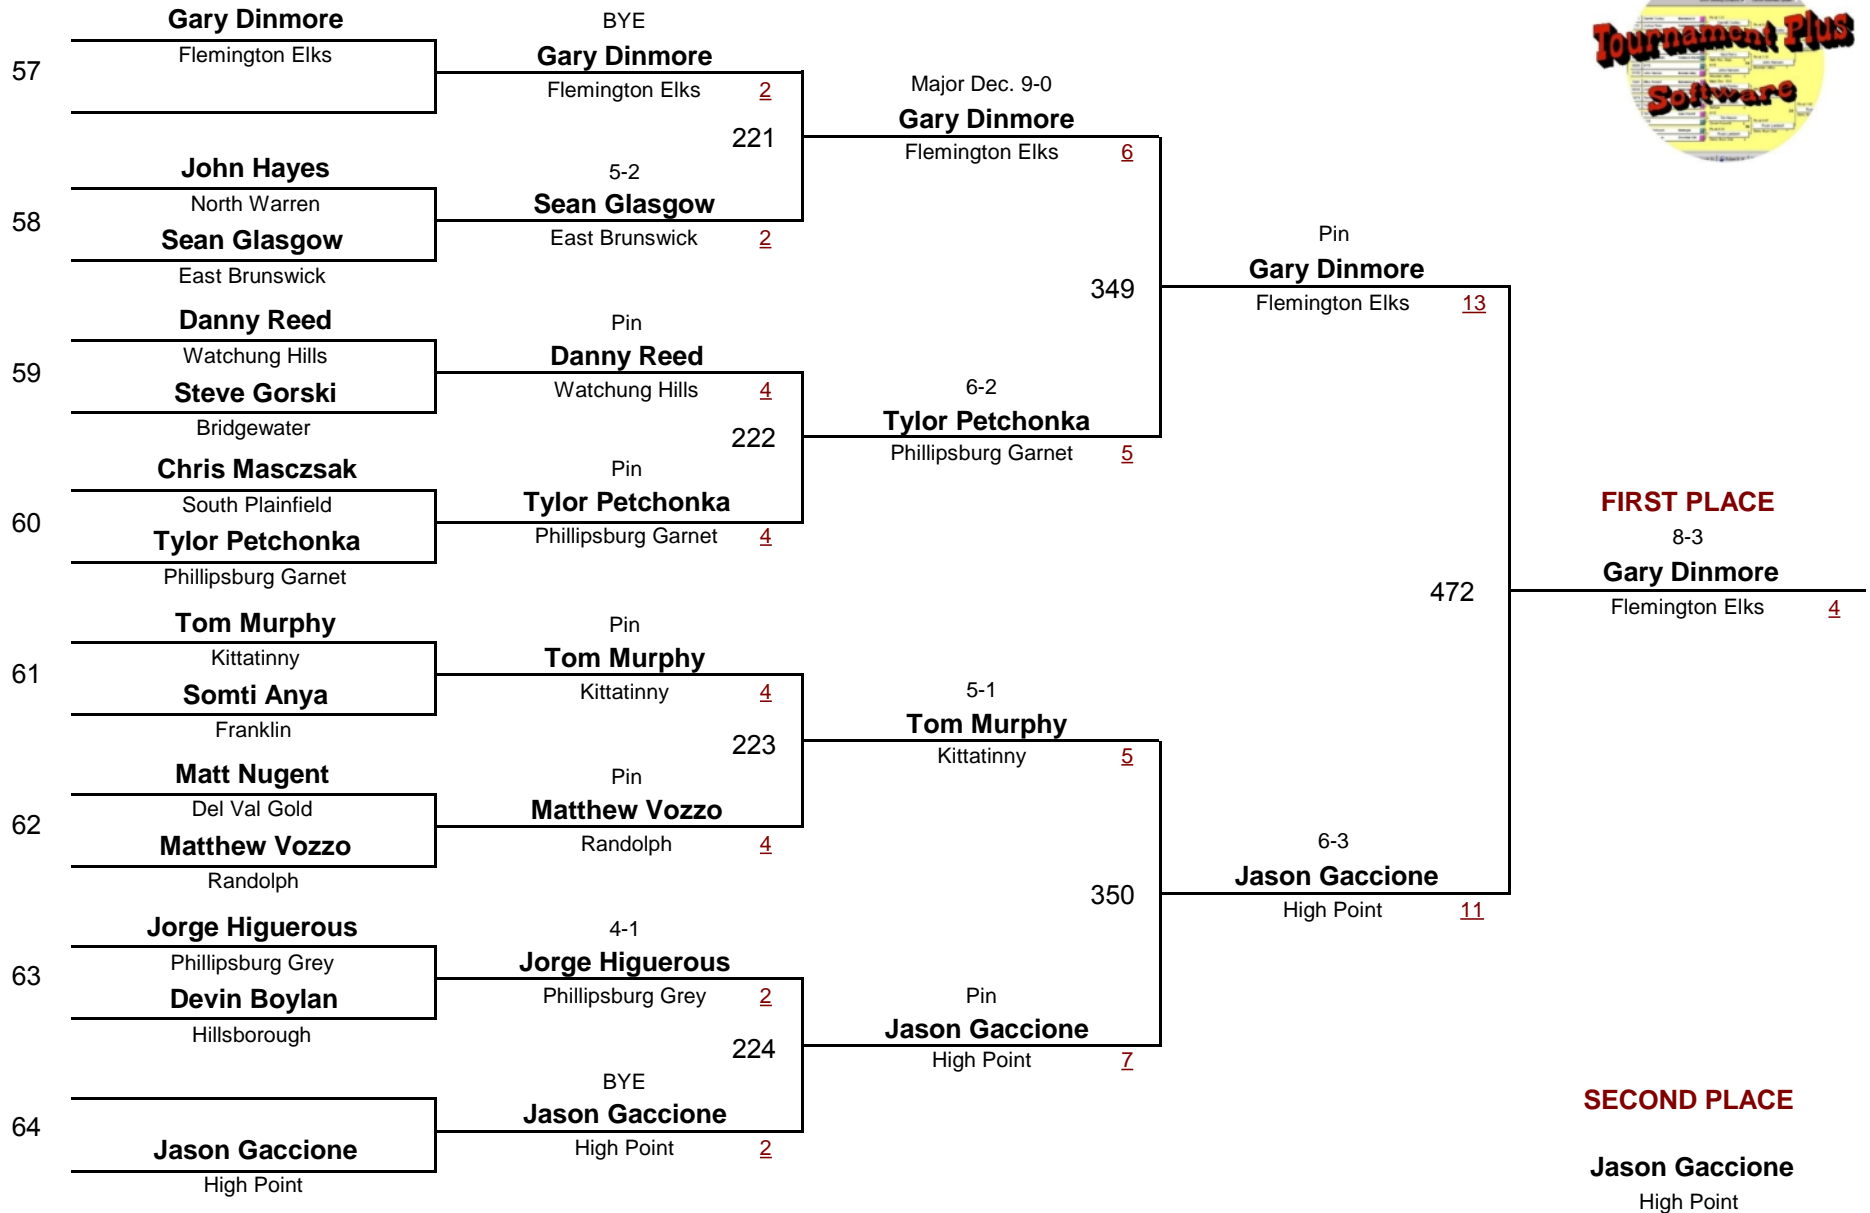 Gary Dinmore
Flemington Elks
57
John Hayes
North Warren
58
Sean Glasgow
East Brunswick
Danny Reed
Watchung Hills
59
Steve Gorski
Bridgewater
Chris Masczsak
South Plainfield
60
Tylor Petchonka
Phillipsburg Garnet
Tom Murphy
Kittatinny
61
Somti Anya
Franklin
Matt Nugent
Del Val Gold
62
Matthew Vozzo
Randolph
Jorge Higuerous
Phillipsburg Grey
63
Devin Boylan
Hillsborough
64
Jason Gaccione
High Point
BYE
Gary Dinmore
Flemington Elks 2
221
5-2
Sean Glasgow
East Brunswick 2
Pin
Danny Reed
Watchung Hills 4
222
Pin
Tylor Petchonka
Phillipsburg Garnet 4
Pin
Tom Murphy
Kittatinny 4
223
Pin
Matthew Vozzo
Randolph 4
4-1
Jorge Higuerous
Phillipsburg Grey 2
224
BYE
Jason Gaccione
High Point 2
Major Dec. 9-0
Gary Dinmore
Flemington Elks 6
349
6-2
Tylor Petchonka
Phillipsburg Garnet 5
5-1
Tom Murphy
Kittatinny 5
350
Pin
Jason Gaccione
High Point 7
Pin
Gary Dinmore
Flemington Elks 13
472
6-3
Jason Gaccione
High Point 11
Tournament Plus
Software
FIRST PLACE
8-3
Gary Dinmore
Flemington Elks 4
SECOND PLACE
Jason Gaccione
High Point